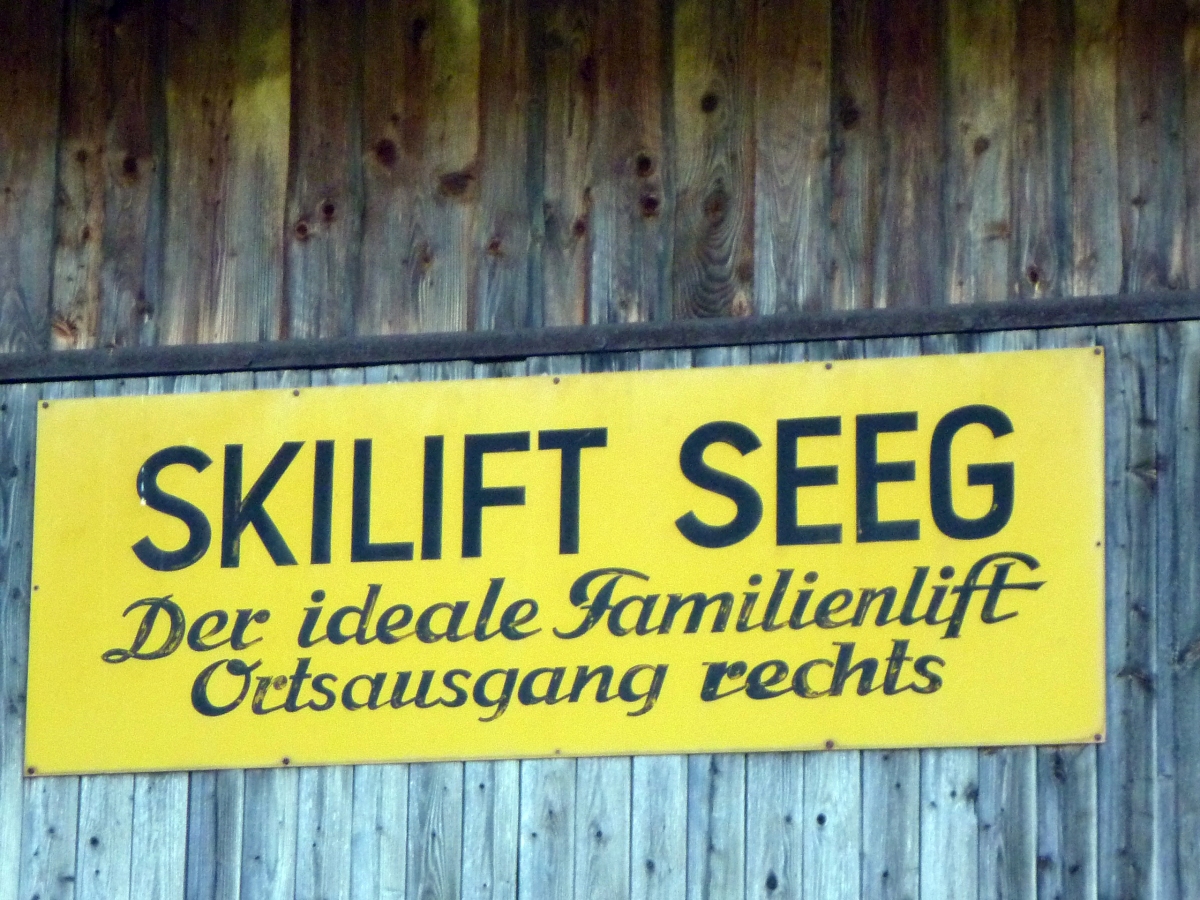 SKILIFT SEEG
Der ideale Familienlift
Ortsausgang rechts